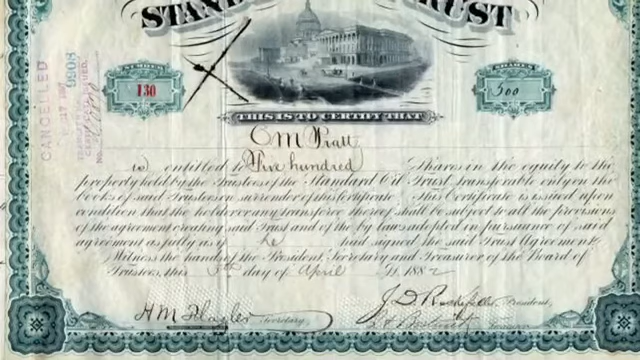 STAND TRUST
CANCELLED
9908
NUMBER
130
SHARES
500
THIS IS TO CERTIFY THAT
C M Pratt
is entitled to Five hundred Shares in the equity to the
property held by the Trustees of the Standard Oil Trust, transferable only on the
books of said Trustees on surrender of this Certificate. This Certificate is issued upon
condition that the holder or any transferee thereof shall be subject to all the provisions
of the agreement creating said Trust and of the by laws adopted in pursuance of said
agreement as fully as if he had signed the said Trust Agreement.
Witness the hands of the President, Secretary and Treasurer of the Board of
Trustees, this 5th day of April A.D. 1882
H M Flagler Secretary J. D. Rockefeller President,
Treasurer